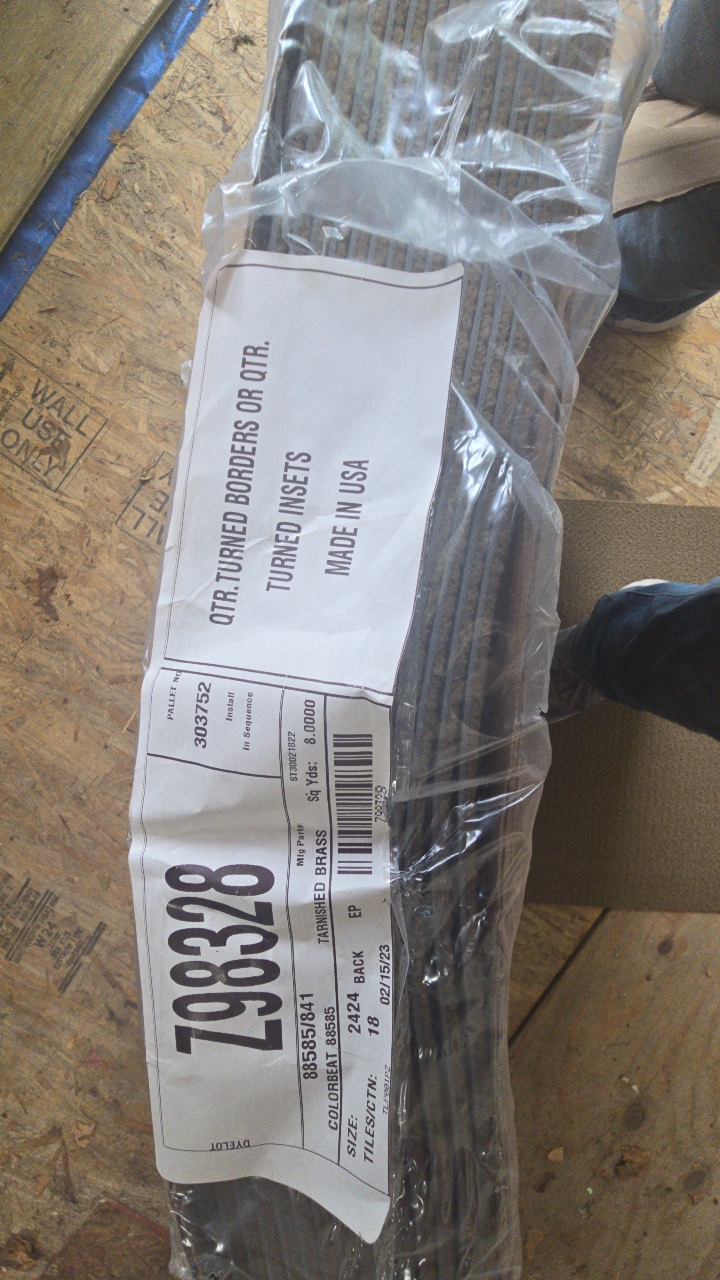 QTR.TURNED BORDERS OR QTR.
TURNED INSETS
MADE IN USA
PALLET NO
303752
Install
In Sequence
Z98328
DYELOT
ST30021822
Mfg Part#
Sq Yds: 8.0000
88585/841 TARNISHED BRASS
COLORBEAT 88585
SIZE: 2424 BACK EP
TILES/CTN: 18 02/15/23
Z98328
WALL
USE
ONLY